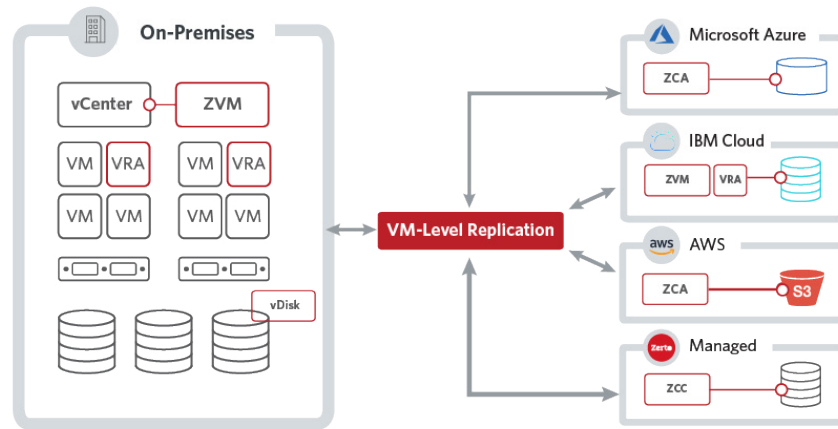 On-Premises
vCenter
ZVM
VM
VRA
VM
VRA
VM
VM
VM
VM
vDisk
VM-Level Replication
Microsoft Azure
ZCA
IBM Cloud
ZVM
VRA
aws
AWS
ZCA
S3
Zerto
Managed
ZCC